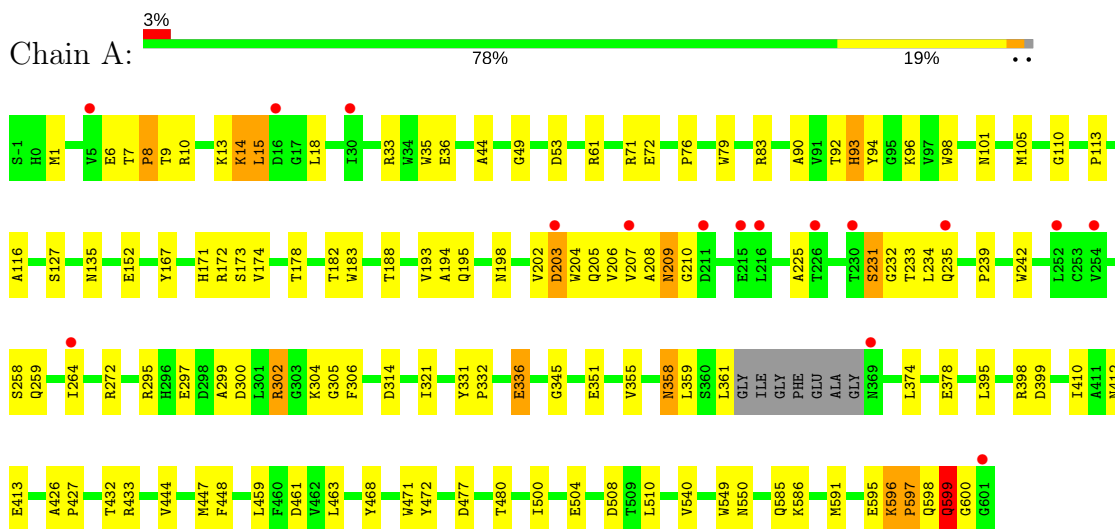 3%
Chain A:
78% 19% • •
S-1 H0 M1 V5 E6 T7 P8 T9 R10 K13 K14 L15 D16 G17 L18 I30 R33 W34 W35 E36 A44 G49 D53 R61 R71 E72 P76 W79 R83 A90 V91 T92 H93 Y94 G95 K96 V97 W98 N101 M105 G110 P113
A116 S127 N135 E152 Y167 H171 R172 S173 V174 T178 T182 W183 T188 V193 A194 Q195 N198 V202 D203 W204 Q205 V206 V207 A208 N209 G210 D211 E215 L216 A225 T226 T230 S231 G232 T233 L234 Q235 P239 W242 L252 C253 V254
S258 Q259 I264 R272 R295 H296 E297 D298 A299 D300 L301 R302 G303 K304 G305 F306 D314 I321 Y331 P332 E336 G345 E351 V355 N358 L359 S360 L361 GLY ILE GLY PHE GLU ALA GLY N369 L374 E378 L395 R398 D399 I410 A411 N412
E413 A426 P427 T432 R433 V444 M447 F448 L459 F460 D461 V462 L463 Y468 W471 Y472 D477 T480 I500 E504 D508 T509 L510 V540 W549 N550 Q585 K586 M591 E595 K596 P597 Q598 Q599 G600 G601